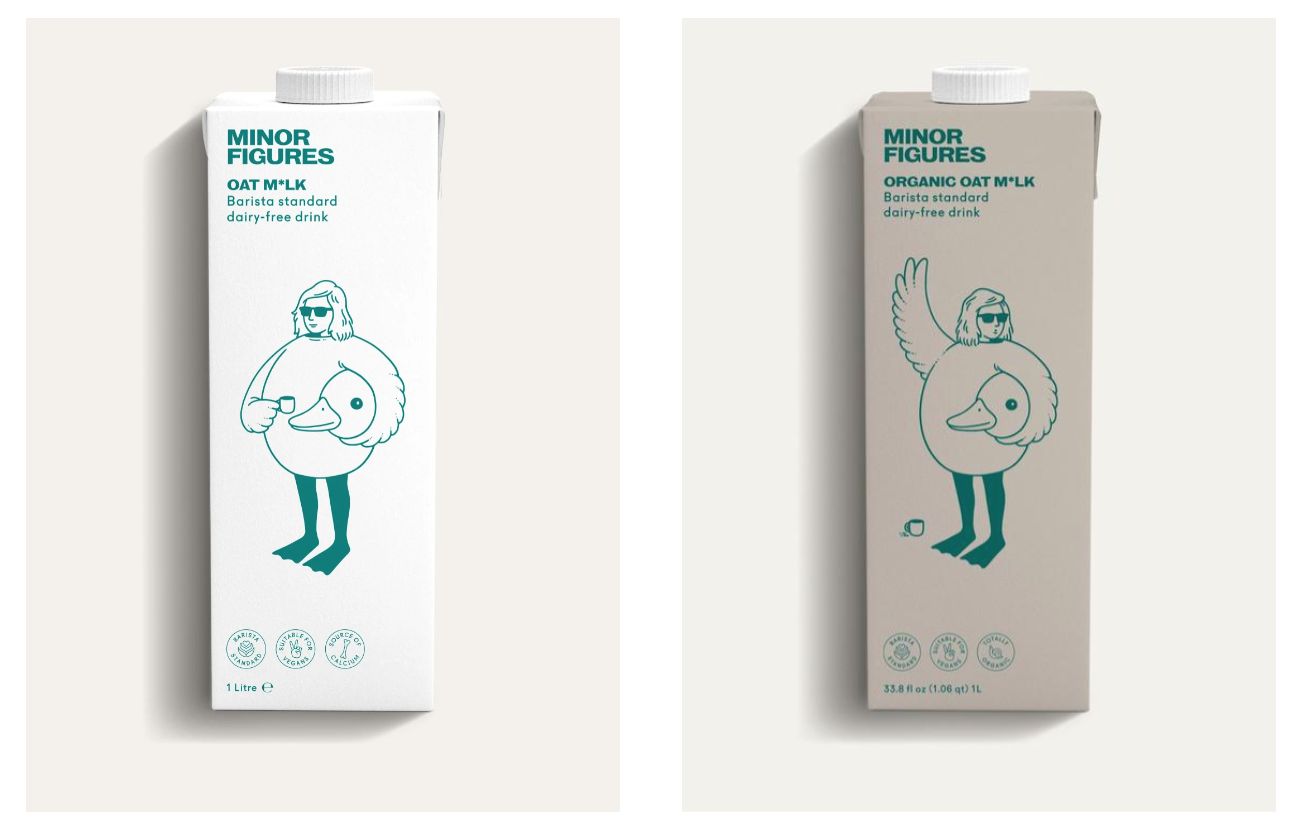 MINOR
FIGURES
OAT M*LK
Barista standard
dairy-free drink
BARISTA
STANDARD
SUITABLE FOR
VEGANS
SOURCE OF
CALCIUM
1 Litre ℮
MINOR
FIGURES
ORGANIC OAT M*LK
Barista standard
dairy-free drink
BARISTA
STANDARD
SUITABLE FOR
VEGANS
TOTALLY
ORGANIC
33.8 fl oz (1.06 qt) 1L